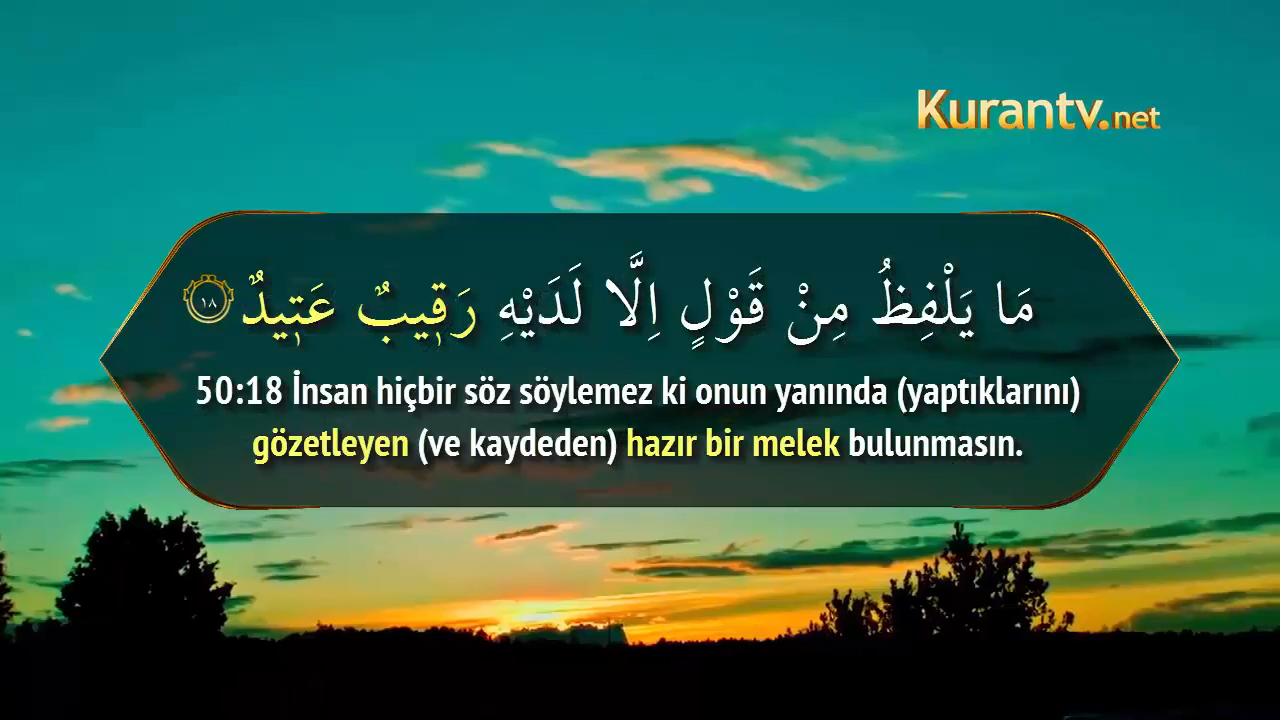 Kurantv.net
مَا يَلْفِظُ مِنْ قَوْلٍ اِلَّا لَدَيْهِ رَقٖيبٌ عَتٖيدٌ ١٨
50:18 İnsan hiçbir söz söylemez ki onun yanında (yaptıklarını)
gözetleyen (ve kaydeden) hazır bir melek bulunmasın.